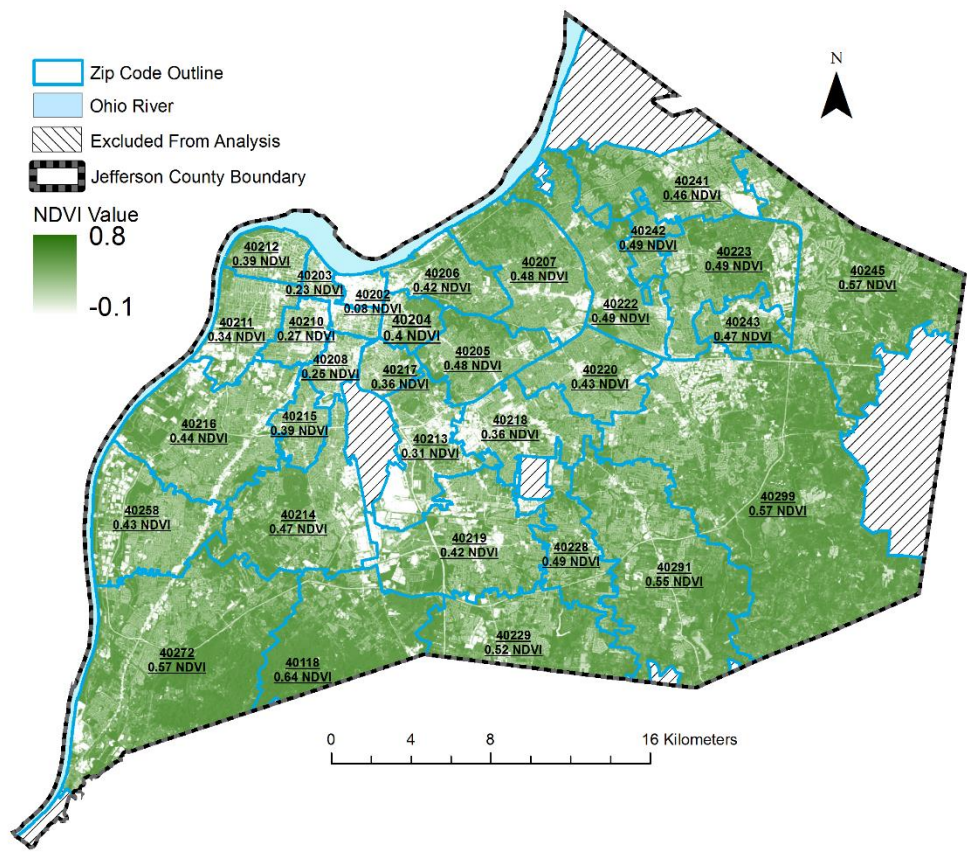 Zip Code Outline
Ohio River
Excluded From Analysis
Jefferson County Boundary
NDVI Value
0.8
-0.1
N
40241
0.46 NDVI
40242
0.49 NDVI
40223
0.49 NDVI
40245
0.57 NDVI
40212
0.39 NDVI
40203
0.23 NDVI
40202
0.08 NDVI
40206
0.42 NDVI
40207
0.48 NDVI
40222
0.49 NDVI
40243
0.47 NDVI
40211
0.34 NDVI
40210
0.27 NDVI
40204
0.4 NDVI
40208
0.25 NDVI
40217
0.36 NDVI
40205
0.48 NDVI
40220
0.43 NDVI
40216
0.44 NDVI
40215
0.39 NDVI
40213
0.31 NDVI
40218
0.36 NDVI
40299
0.57 NDVI
40258
0.43 NDVI
40214
0.47 NDVI
40219
0.42 NDVI
40228
0.49 NDVI
40291
0.55 NDVI
40272
0.57 NDVI
40118
0.64 NDVI
40229
0.52 NDVI
0 4 8 16 Kilometers